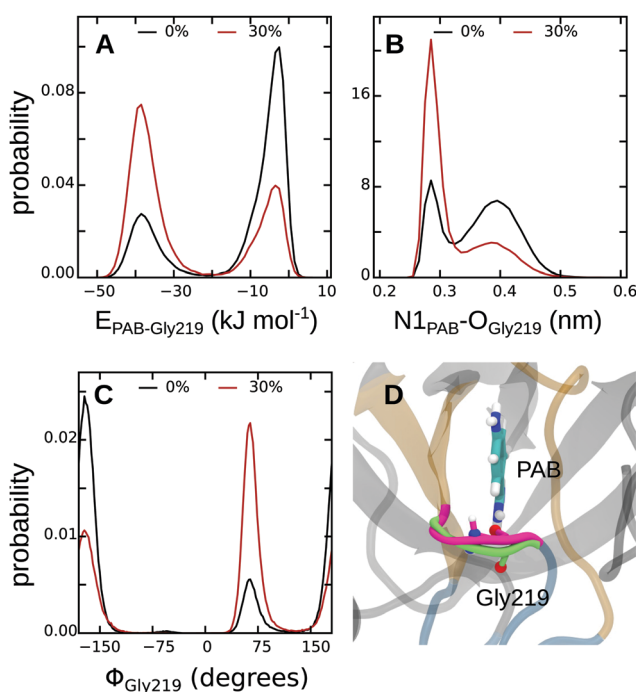 A
0%
30%
probability
0.08
0.04
0.00
−50
−30
−10
10
E_PAB-Gly219 (kJ mol⁻¹)
B
0%
30%
16
8
0
0.2
0.3
0.4
0.5
0.6
N1_PAB-O_Gly219 (nm)
C
0%
30%
probability
0.02
0.01
0.00
−150
−75
0
75
150
Φ_Gly219 (degrees)
D
PAB
Gly219